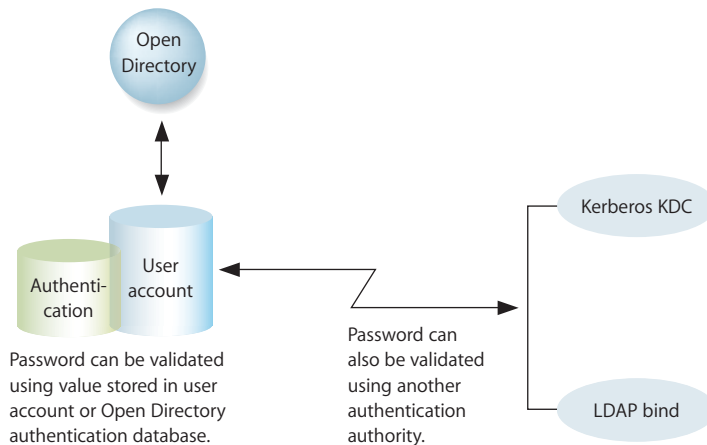 Open
Directory
Kerberos KDC
User
account
Authenti-
cation
Password can be validated
using value stored in user
account or Open Directory
authentication database.
Password can
also be validated
using another
authentication
authority.
LDAP bind